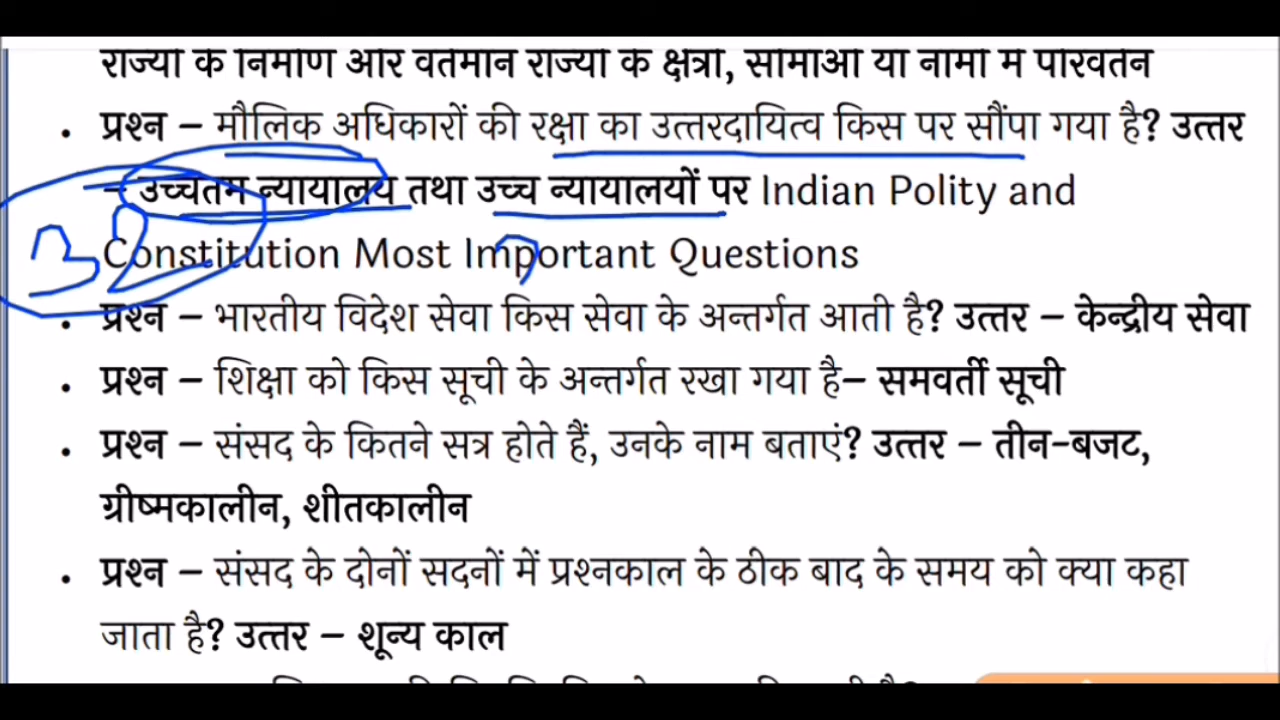 राज्यों के निर्माण और वर्तमान राज्यों के क्षेत्रों, सीमाओं या नामों में परिवर्तन
• प्रश्न – मौलिक अधिकारों की रक्षा का उत्तरदायित्व किस पर सौंपा गया है? उत्तर
– उच्चतम न्यायालय तथा उच्च न्यायालयों पर Indian Polity and
32
Constitution Most Important Questions
• प्रश्न – भारतीय विदेश सेवा किस सेवा के अन्तर्गत आती है? उत्तर – केन्द्रीय सेवा
• प्रश्न – शिक्षा को किस सूची के अन्तर्गत रखा गया है– समवर्ती सूची
• प्रश्न – संसद के कितने सत्र होते हैं, उनके नाम बताएं? उत्तर – तीन-बजट,
ग्रीष्मकालीन, शीतकालीन
• प्रश्न – संसद के दोनों सदनों में प्रश्नकाल के ठीक बाद के समय को क्या कहा
जाता है? उत्तर – शून्य काल